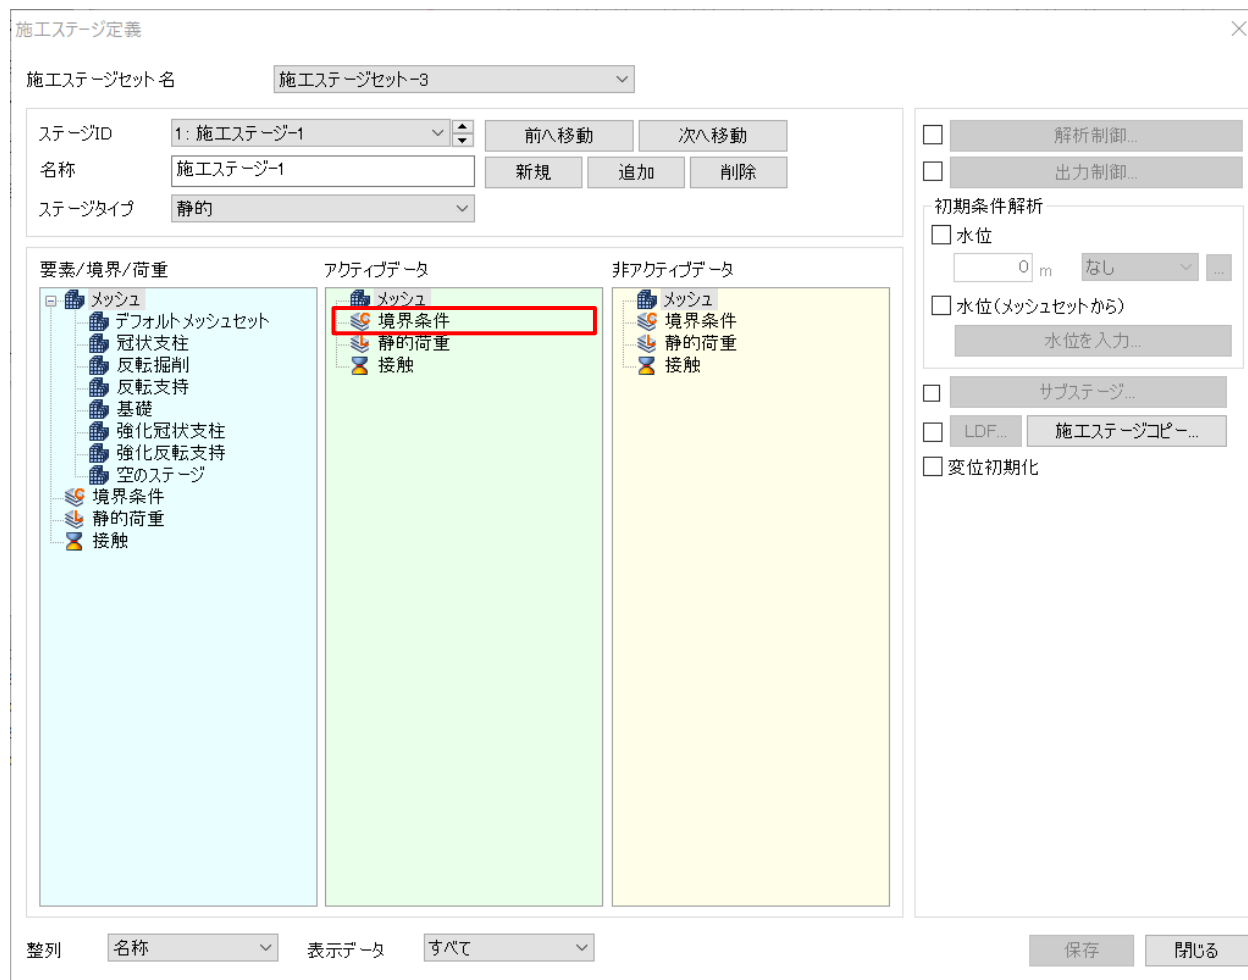 施工ステージ定義
施工ステージセット名 施工ステージセット-3
ステージID 1: 施工ステージ-1 前へ移動 次へ移動
名称 施工ステージ-1 新規 追加 削除
ステージタイプ 静的
要素/境界/荷重
メッシュ
デフォルトメッシュセット
冠状支柱
反転掘削
反転支持
基礎
強化冠状支柱
強化反転支持
空のステージ
境界条件
静的荷重
接触
アクティブデータ
メッシュ
境界条件
静的荷重
接触
非アクティブデータ
メッシュ
境界条件
静的荷重
接触
解析制御...
出力制御...
初期条件解析
水位
0 m なし ...
水位(メッシュセットから)
水位を入力...
サブステージ...
LDF... 施工ステージコピー...
変位初期化
整列 名称 表示データ すべて 保存 閉じる